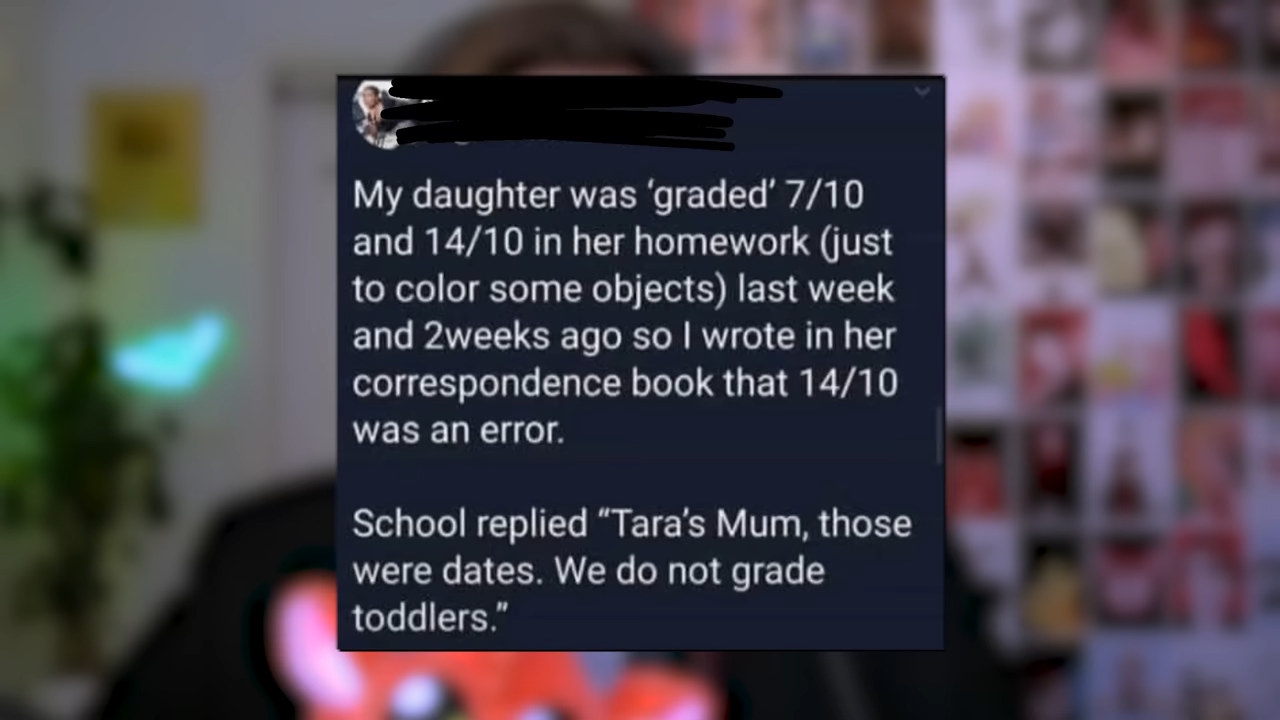 My daughter was ‘graded’ 7/10
and 14/10 in her homework (just
to color some objects) last week
and 2weeks ago so I wrote in her
correspondence book that 14/10
was an error.
School replied “Tara’s Mum, those
were dates. We do not grade
toddlers.”